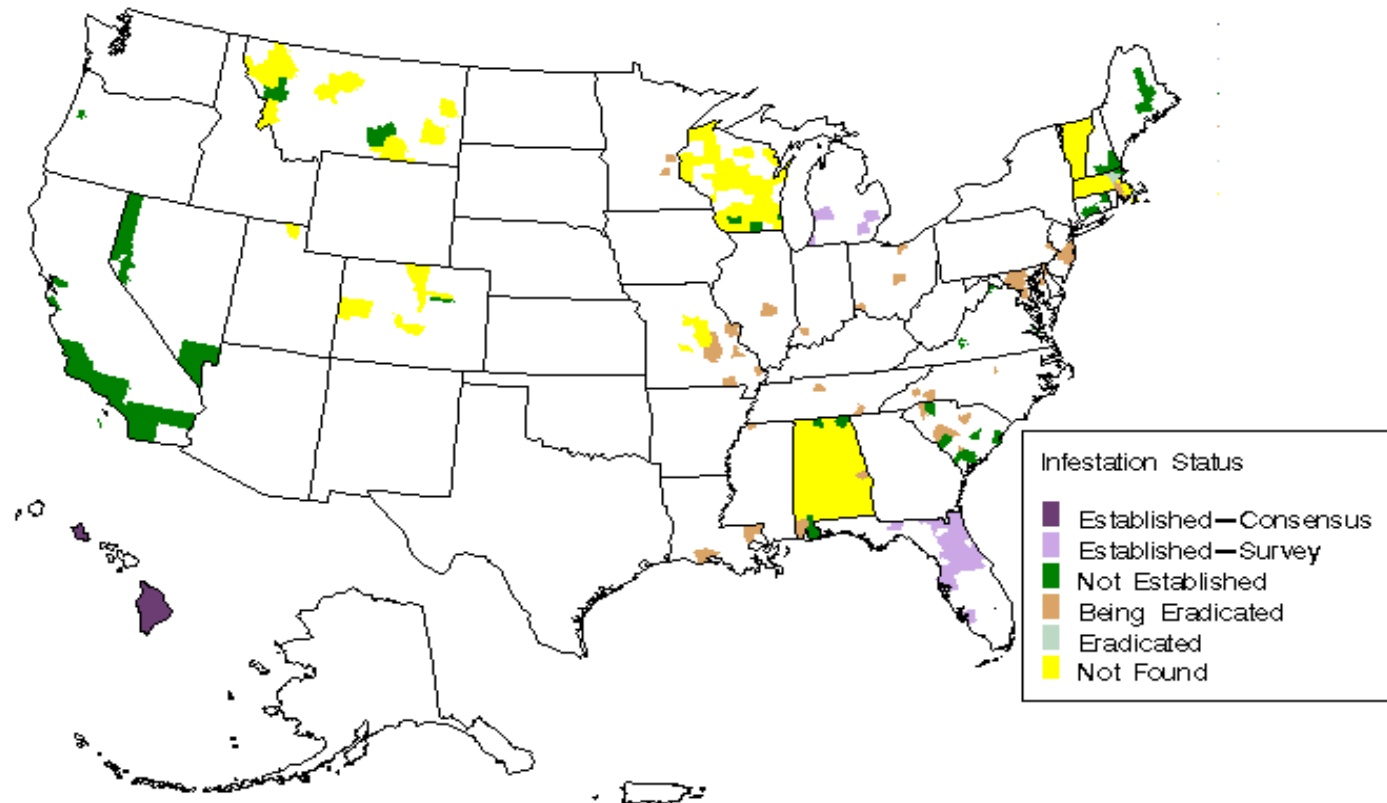 Infestation Status
Established—Consensus
Established—Survey
Not Established
Being Eradicated
Eradicated
Not Found